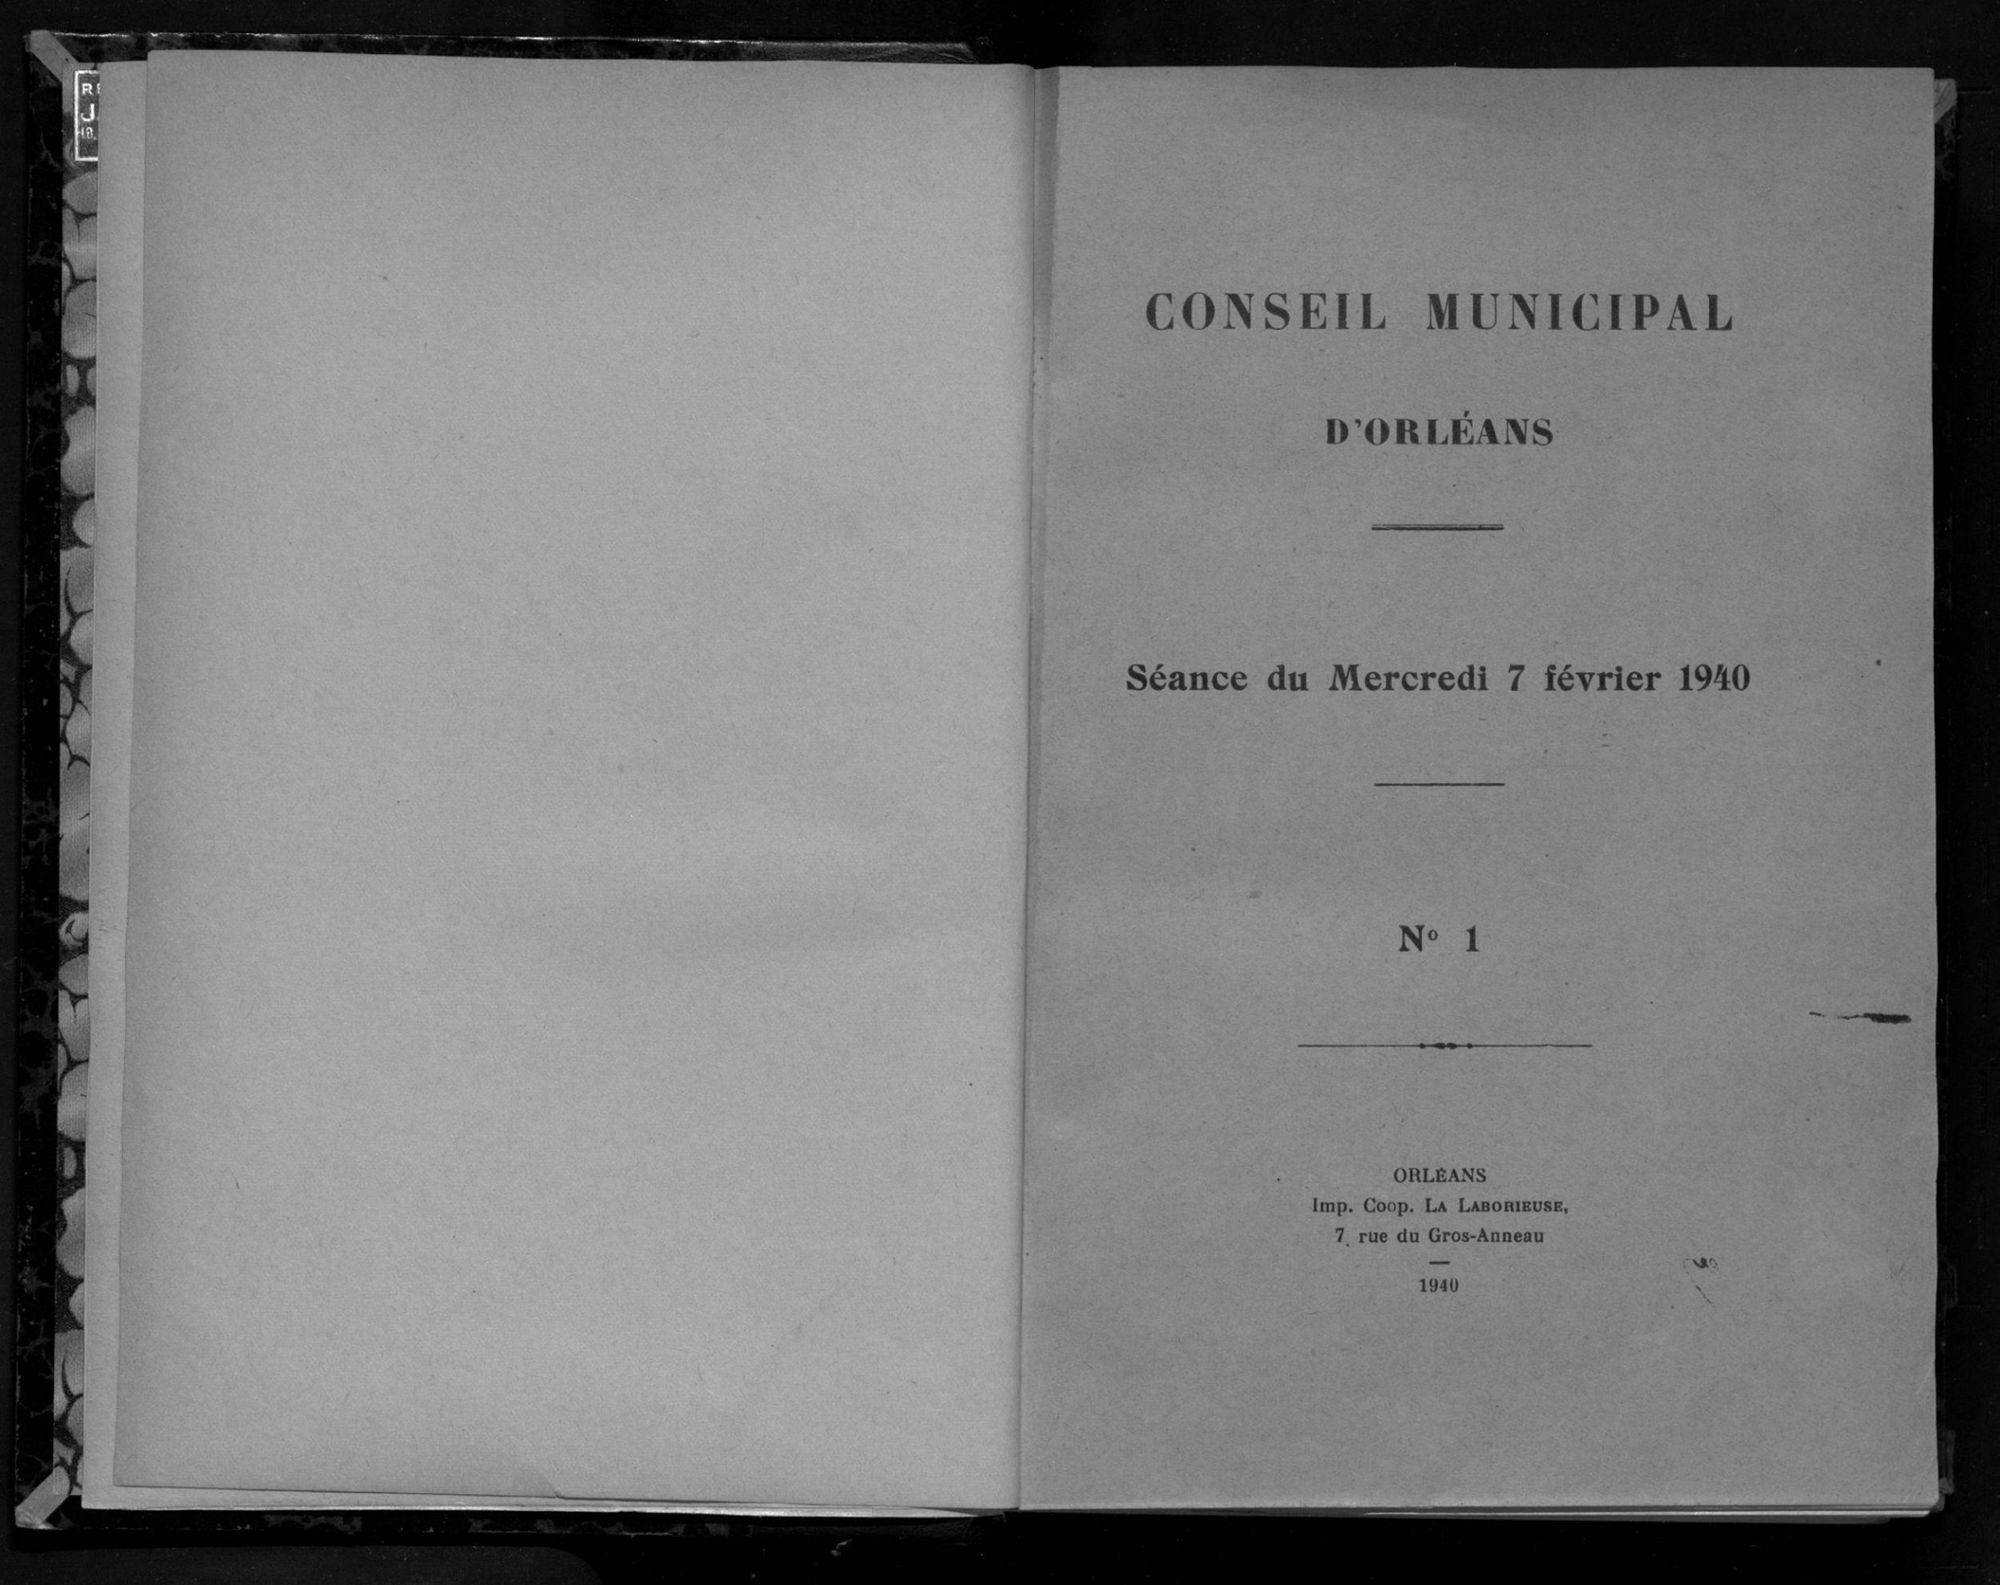 CONSEIL MUNICIPAL
D'ORLÉANS
Séance du Mercredi 7 février 1940
Nº 1
ORLÉANS
Imp. Coop. LA LABORIEUSE,
7, rue du Gros-Anneau
1940